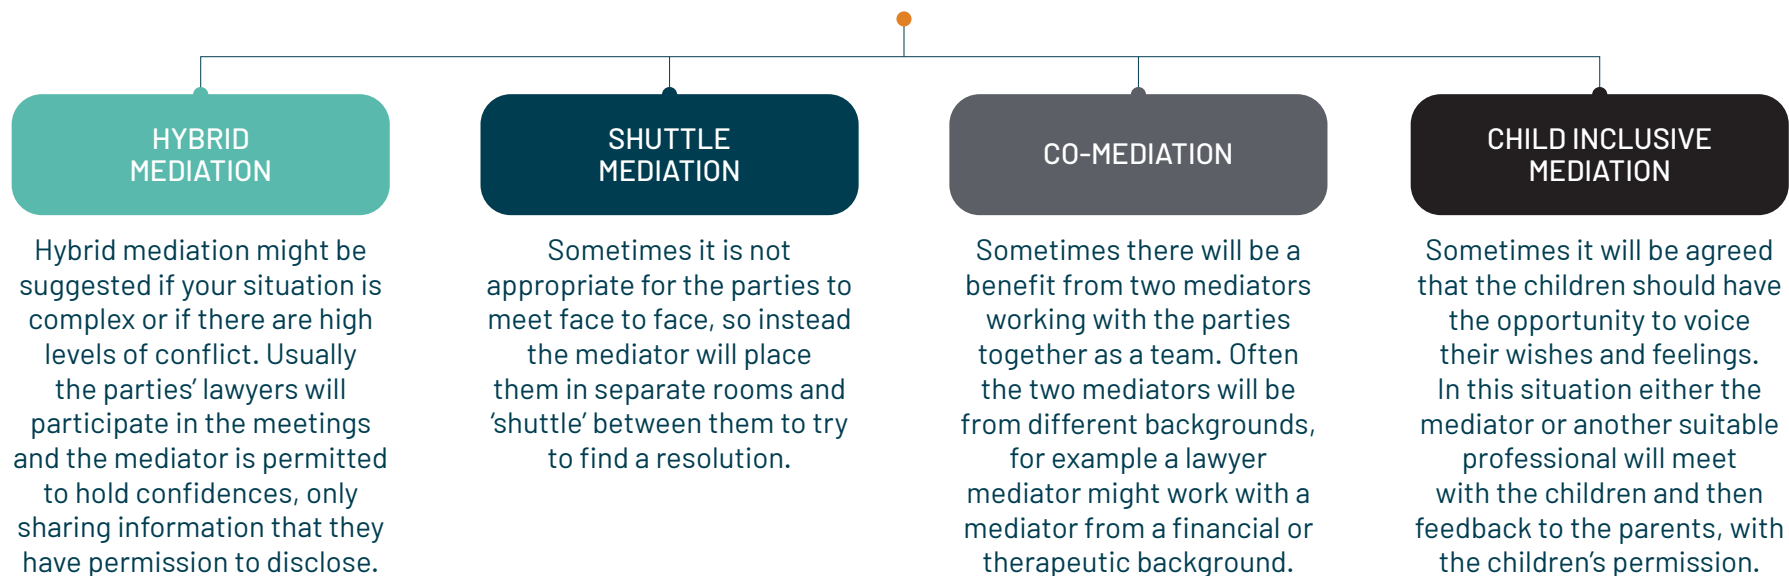 HYBRID
MEDIATION
Hybrid mediation might be
suggested if your situation is
complex or if there are high
levels of conflict. Usually
the parties’ lawyers will
participate in the meetings
and the mediator is permitted
to hold confidences, only
sharing information that they
have permission to disclose.
SHUTTLE
MEDIATION
Sometimes it is not
appropriate for the parties to
meet face to face, so instead
the mediator will place
them in separate rooms and
‘shuttle’ between them to try
to find a resolution.
CO-MEDIATION
Sometimes there will be a
benefit from two mediators
working with the parties
together as a team. Often
the two mediators will be
from different backgrounds,
for example a lawyer
mediator might work with a
mediator from a financial or
therapeutic background.
CHILD INCLUSIVE
MEDIATION
Sometimes it will be agreed
that the children should have
the opportunity to voice
their wishes and feelings.
In this situation either the
mediator or another suitable
professional will meet
with the children and then
feedback to the parents, with
the children’s permission.